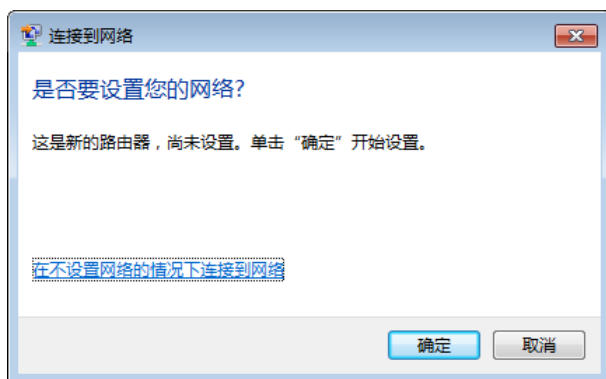 连接到网络
是否要设置您的网络?
这是新的路由器，尚未设置。单击“确定”开始设置。
在不设置网络的情况下连接到网络
确定
取消